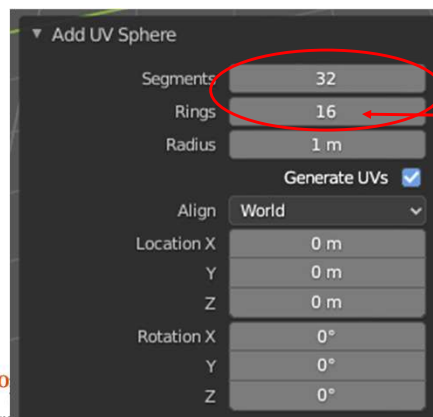 Add UV Sphere
Segments 32
Rings 16
Radius 1 m
Generate UVs
Align World
Location X 0 m
Y 0 m
Z 0 m
Rotation X 0°
Y 0°
Z 0°